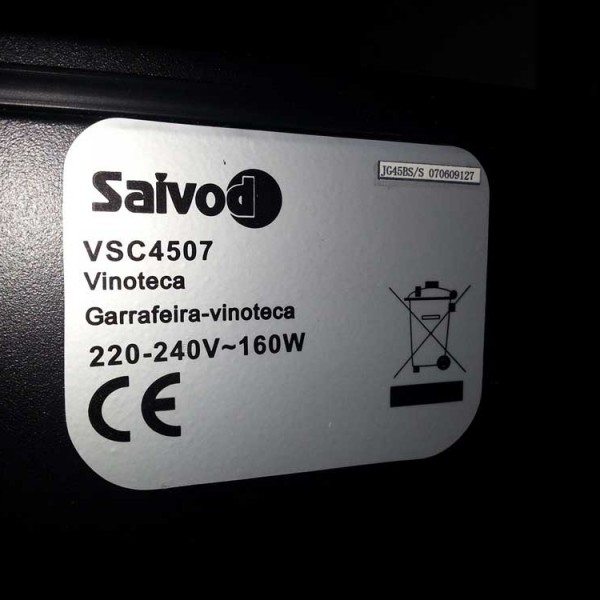 JG45BS/S 070609127
Saivod
VSC4507
Vinoteca
Garrafeira-vinoteca
220-240V~160W
CE